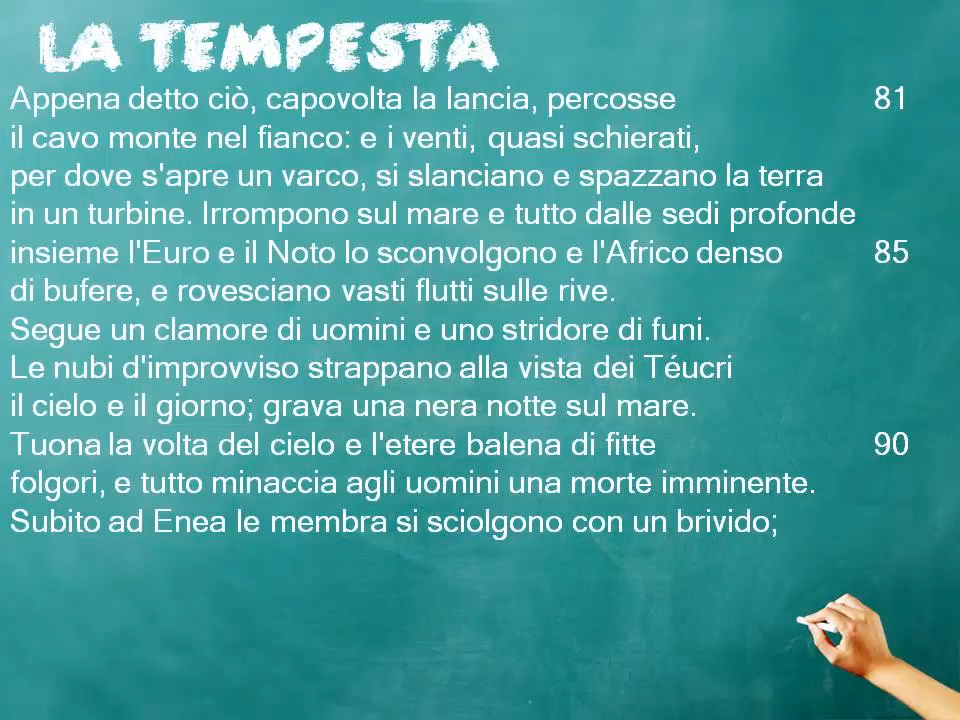 LA TEMPESTA
Appena detto ciò, capovolta la lancia, percosse 81
il cavo monte nel fianco: e i venti, quasi schierati,
per dove s'apre un varco, si slanciano e spazzano la terra
in un turbine. Irrompono sul mare e tutto dalle sedi profonde
insieme l'Euro e il Noto lo sconvolgono e l'Africo denso 85
di bufere, e rovesciano vasti flutti sulle rive.
Segue un clamore di uomini e uno stridore di funi.
Le nubi d'improvviso strappano alla vista dei Téucri
il cielo e il giorno; grava una nera notte sul mare.
Tuona la volta del cielo e l'etere balena di fitte 90
folgori, e tutto minaccia agli uomini una morte imminente.
Subito ad Enea le membra si sciolgono con un brivido;